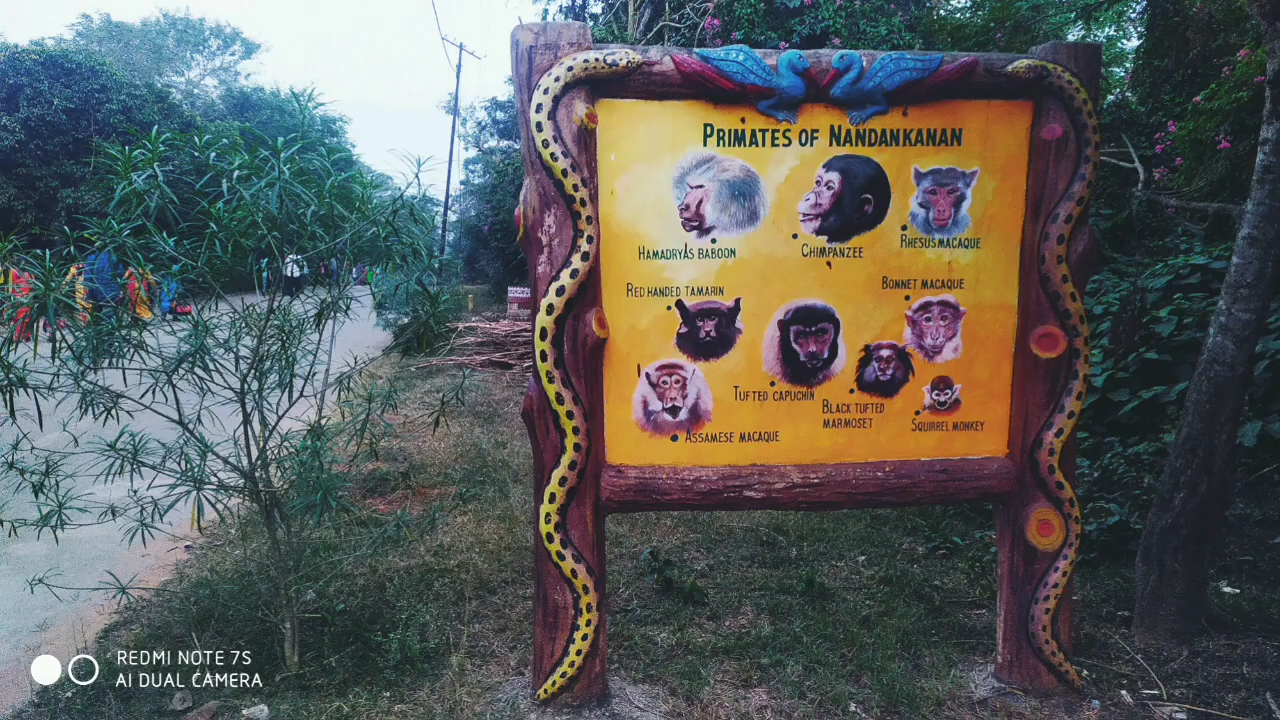 PRIMATES OF NANDANKANAN
HAMADRYAS BABOON
CHIMPANZEE
RHESUS MACAQUE
RED HANDED TAMARIN
BONNET MACAQUE
TUFTED CAPUCHIN
BLACK TUFTED
MARMOSET
SQUIRREL MONKEY
ASSAMESE MACAQUE
REDMI NOTE 7S
AI DUAL CAMERA